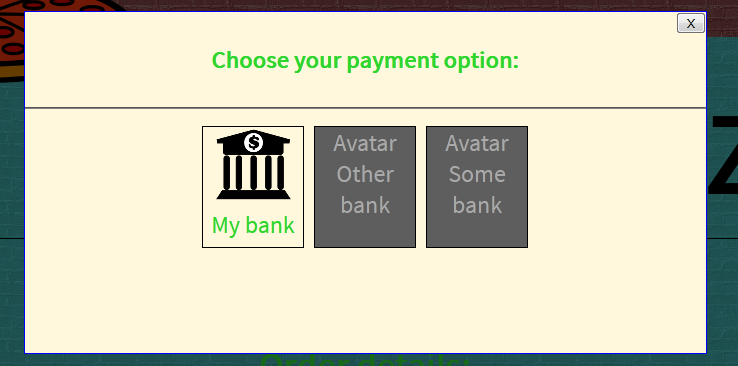 X
Choose your payment option:
$
My bank
Avatar
Other
bank
Avatar
Some
bank
Z
Order details: